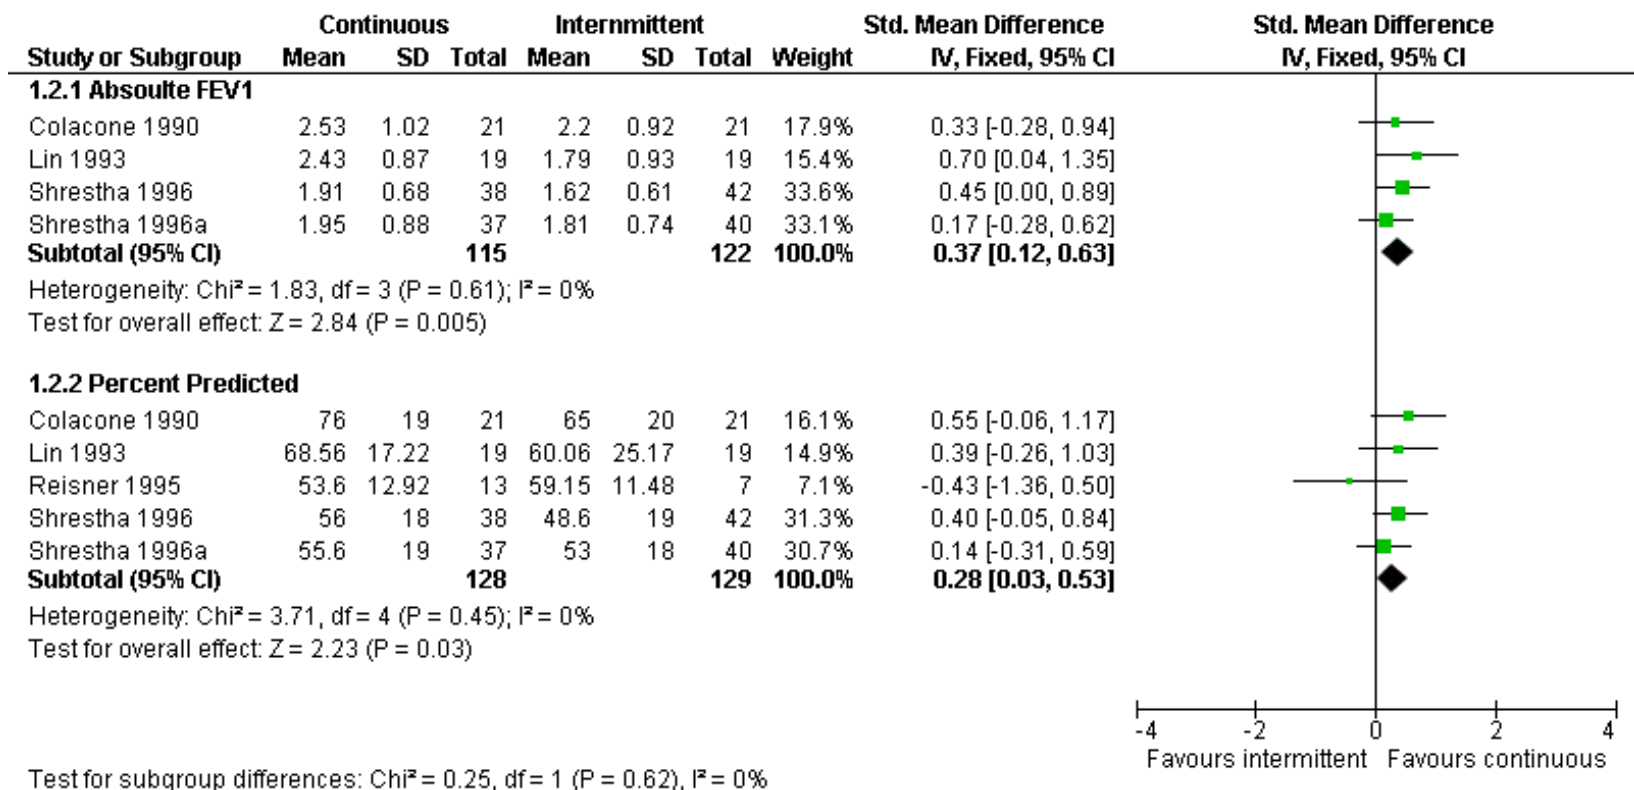 Continuous Internmittent Std. Mean Difference Std. Mean Difference
Study or Subgroup Mean SD Total Mean SD Total Weight IV, Fixed, 95% CI IV, Fixed, 95% CI
1.2.1 Absoulte FEV1
Colacone 1990 2.53 1.02 21 2.2 0.92 21 17.9% 0.33 [-0.28, 0.94]
Lin 1993 2.43 0.87 19 1.79 0.93 19 15.4% 0.70 [0.04, 1.35]
Shrestha 1996 1.91 0.68 38 1.62 0.61 42 33.6% 0.45 [0.00, 0.89]
Shrestha 1996a 1.95 0.88 37 1.81 0.74 40 33.1% 0.17 [-0.28, 0.62]
Subtotal (95% CI) 115 122 100.0% 0.37 [0.12, 0.63]
Heterogeneity: Chi² = 1.83, df = 3 (P = 0.61); I² = 0%
Test for overall effect: Z = 2.84 (P = 0.005)
1.2.2 Percent Predicted
Colacone 1990 76 19 21 65 20 21 16.1% 0.55 [-0.06, 1.17]
Lin 1993 68.56 17.22 19 60.06 25.17 19 14.9% 0.39 [-0.26, 1.03]
Reisner 1995 53.6 12.92 13 59.15 11.48 7 7.1% -0.43 [-1.36, 0.50]
Shrestha 1996 56 18 38 48.6 19 42 31.3% 0.40 [-0.05, 0.84]
Shrestha 1996a 55.6 19 37 53 18 40 30.7% 0.14 [-0.31, 0.59]
Subtotal (95% CI) 128 129 100.0% 0.28 [0.03, 0.53]
Heterogeneity: Chi² = 3.71, df = 4 (P = 0.45); I² = 0%
Test for overall effect: Z = 2.23 (P = 0.03)
-4 -2 0 2 4
Favours intermittent Favours continuous
Test for subgroup differences: Chi² = 0.25, df = 1 (P = 0.62), I² = 0%